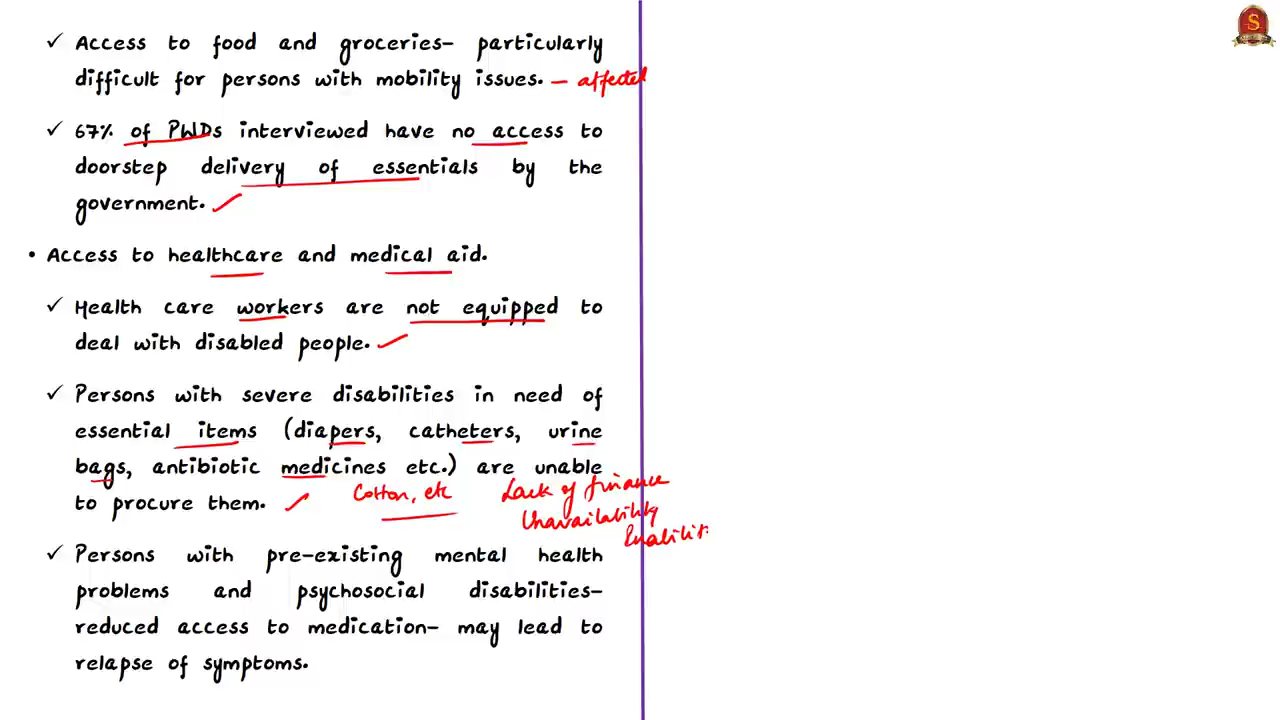 ✓ Access to food and groceries- particularly
difficult for persons with mobility issues. – affected
✓ 67% of PWDs interviewed have no access to
doorstep delivery of essentials by the
government.
• Access to healthcare and medical aid.
✓ Health care workers are not equipped to
deal with disabled people.
✓ Persons with severe disabilities in need of
essential items (diapers, catheters, urine
bags, antibiotic medicines etc.) are unable
to procure them.
Cotton, etc
Lack of finance
Unavailability
✓ Persons with pre-existing mental health
problems and psychosocial disabilities-
reduced access to medication- may lead to
relapse of symptoms.